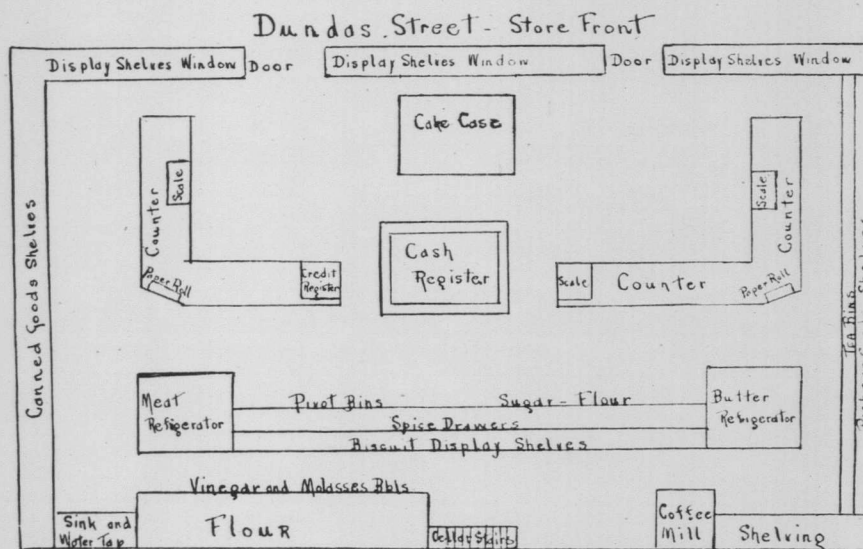 Dundas Street - Store Front
Display Shelves Window
Door
Display Shelves Window
Door
Display Shelves Window
Cake Case
Canned Goods Shelves
Counter
Scale
Paper Roll
Credit Register
Cash
Register
Scale
Counter
Scale
Counter
Paper Roll
Tea Bins
Meat
Refrigerator
Pivot Bins
Sugar - Flour
Spice Drawers
Biscuit Display Shelves
Butter
Refrigerator
Vinegar and Molasses Bbls
Sink and
Water Tap
Flour
Cellar Stairs
Coffee
Mill
Shelving